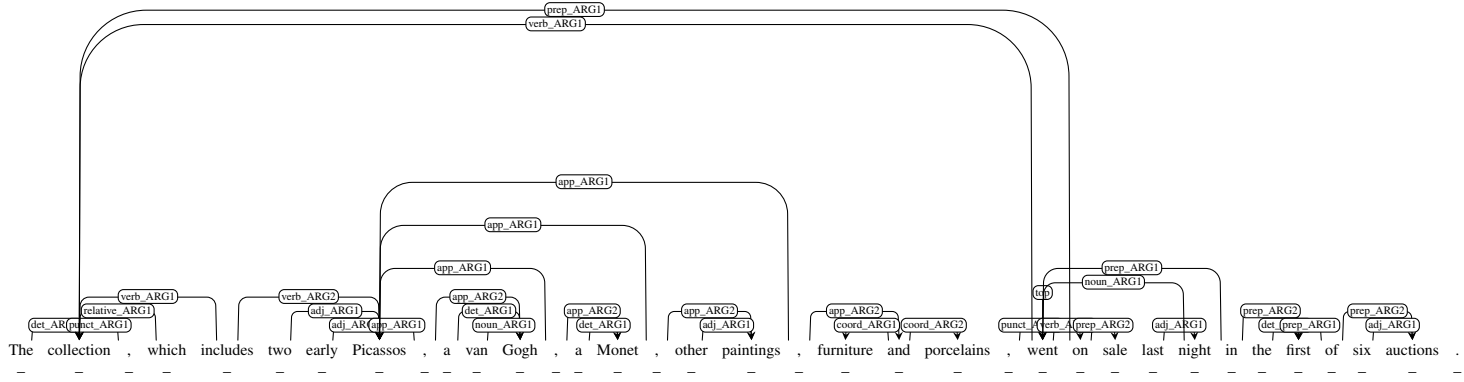 prep_ARG1
verb_ARG1
app_ARG1
app_ARG1
app_ARG1 prep_ARG1
noun_ARG1
top
verb_ARG1 verb_ARG2 app_ARG2 
relative_ARG1 adj_ARG1 det_ARG1 app_ARG2 app_ARG2 app_ARG2 prep_ARG2 prep_ARG2
punct_ARG1 app_ARG1 noun_ARG1 det_ARG1 adj_ARG1 coord_ARG1 coord_ARG2 prep_ARG2 adj_ARG1 prep_ARG1 adj_ARG1
The collection , which includes two early Picassos , a van Gogh , a Monet , other paintings , furniture and porcelains , went on sale last night in the first of six auctions .